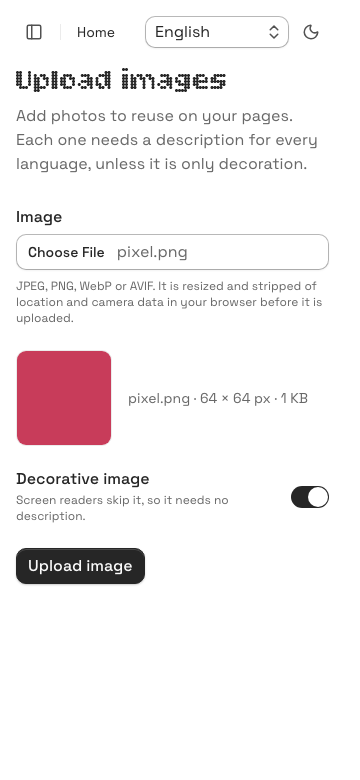 Home
English
Upload images
Add photos to reuse on your pages.
Each one needs a description for every
language, unless it is only decoration.
Image
Choose File pixel.png
JPEG, PNG, WebP or AVIF. It is resized and stripped of
location and camera data in your browser before it is
uploaded.
pixel.png · 64 × 64 px · 1 KB
Decorative image
Screen readers skip it, so it needs no
description.
Upload image